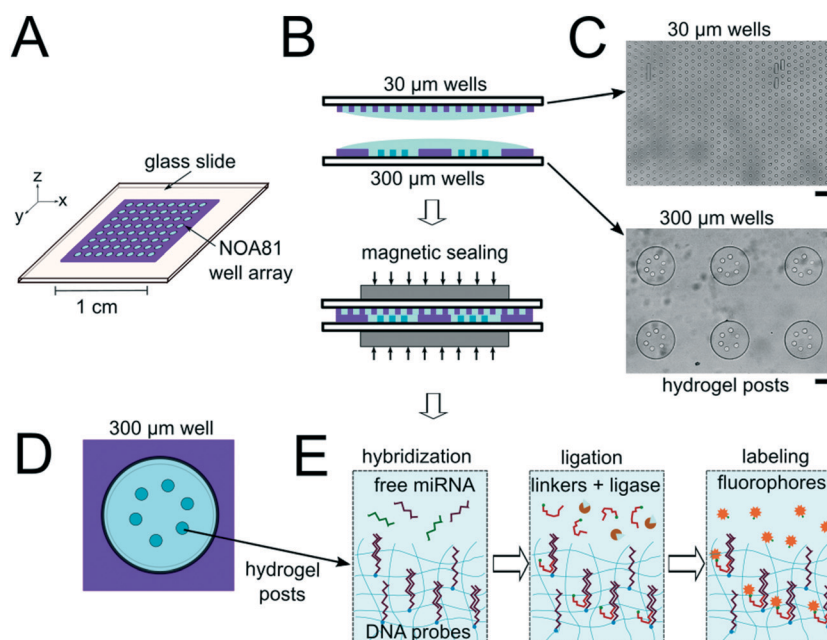 A
z
x
y
glass slide
NOA81
well array
1 cm
B
30 µm wells
300 µm wells
magnetic sealing
C
30 µm wells
300 µm wells
hydrogel posts
D
300 µm well
hydrogel
posts
E
hybridization
free miRNA
DNA probes
ligation
linkers + ligase
labeling
fluorophores